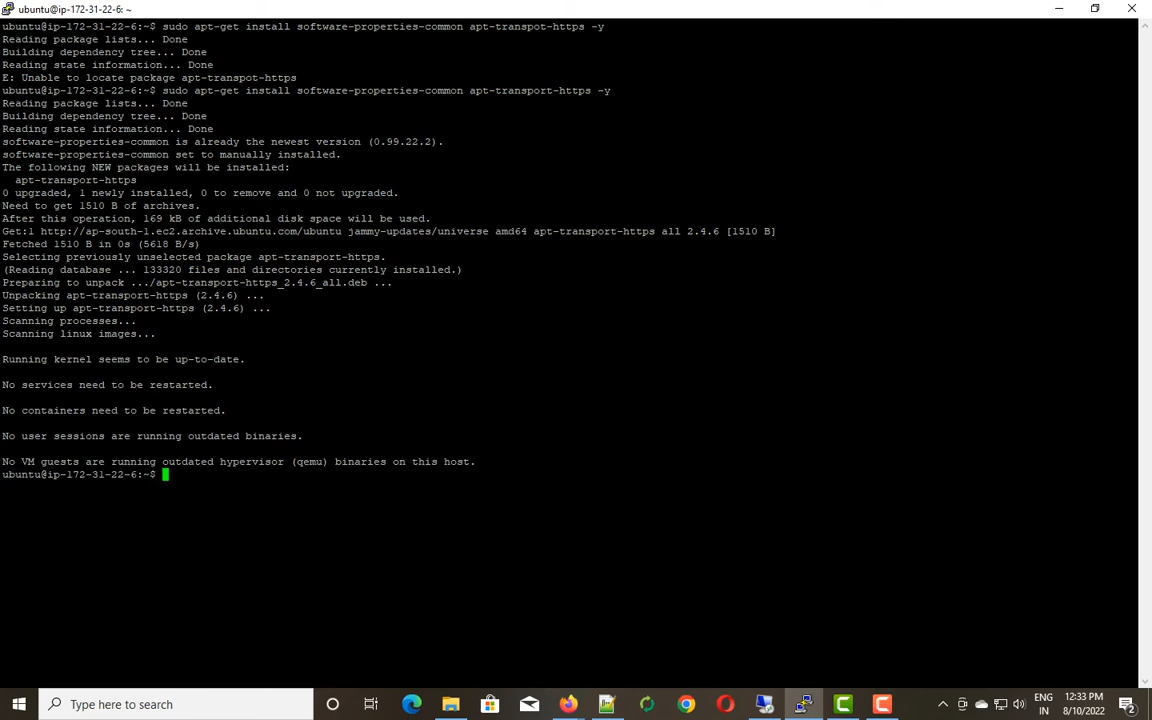 ubuntu@ip-172-31-22-6: ~
ubuntu@ip-172-31-22-6:~$ sudo apt-get install software-properties-common apt-transpot-https -y
Reading package lists... Done
Building dependency tree... Done
Reading state information... Done
E: Unable to locate package apt-transpot-https
ubuntu@ip-172-31-22-6:~$ sudo apt-get install software-properties-common apt-transport-https -y
Reading package lists... Done
Building dependency tree... Done
Reading state information... Done
software-properties-common is already the newest version (0.99.22.2).
software-properties-common set to manually installed.
The following NEW packages will be installed:
apt-transport-https
0 upgraded, 1 newly installed, 0 to remove and 0 not upgraded.
Need to get 1510 B of archives.
After this operation, 169 kB of additional disk space will be used.
Get:1 http://ap-south-1.ec2.archive.ubuntu.com/ubuntu jammy-updates/universe amd64 apt-transport-https all 2.4.6 [1510 B]
Fetched 1510 B in 0s (5618 B/s)
Selecting previously unselected package apt-transport-https.
(Reading database ... 133320 files and directories currently installed.)
Preparing to unpack .../apt-transport-https_2.4.6_all.deb ...
Unpacking apt-transport-https (2.4.6) ...
Setting up apt-transport-https (2.4.6) ...
Scanning processes...
Scanning linux images...
Running kernel seems to be up-to-date.
No services need to be restarted.
No containers need to be restarted.
No user sessions are running outdated binaries.
No VM guests are running outdated hypervisor (qemu) binaries on this host.
ubuntu@ip-172-31-22-6:~$
Type here to search
ENG
IN
12:33 PM
8/10/2022
2